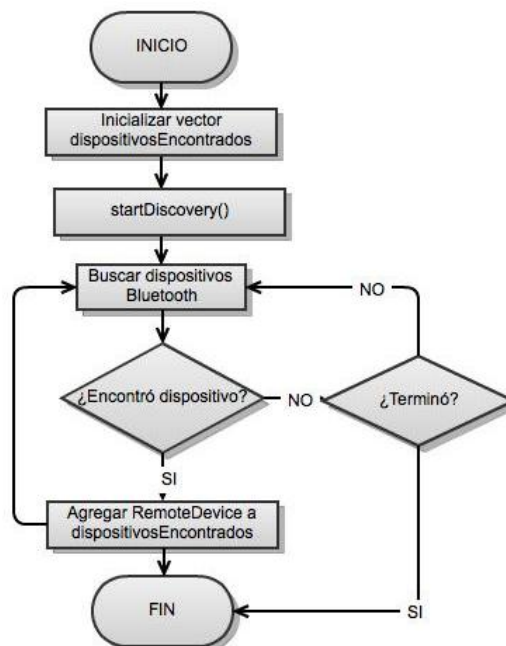 INICIO
Inicializar vector
dispositivosEncontrados
startDiscovery()
Buscar dispositivos
Bluetooth
NO
¿Encontró dispositivo?
NO
¿Terminó?
SI
Agregar RemoteDevice a
dispositivosEncontrados
FIN
SI